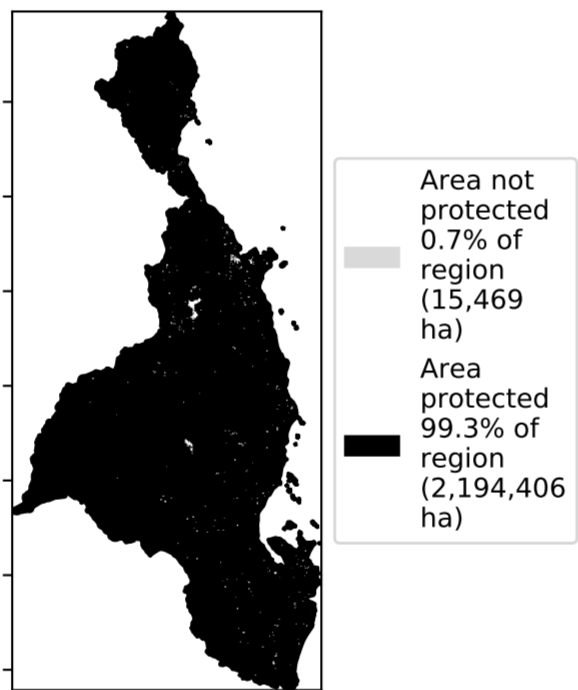 Area not
protected
0.7% of
region
(15,469
ha)
Area
protected
99.3% of
region
(2,194,406
ha)